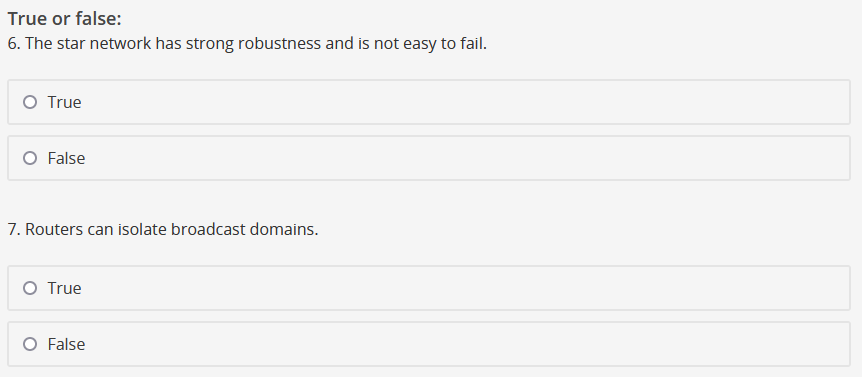 True or false:
6. The star network has strong robustness and is not easy to fail.
True
False
7. Routers can isolate broadcast domains.
True
False